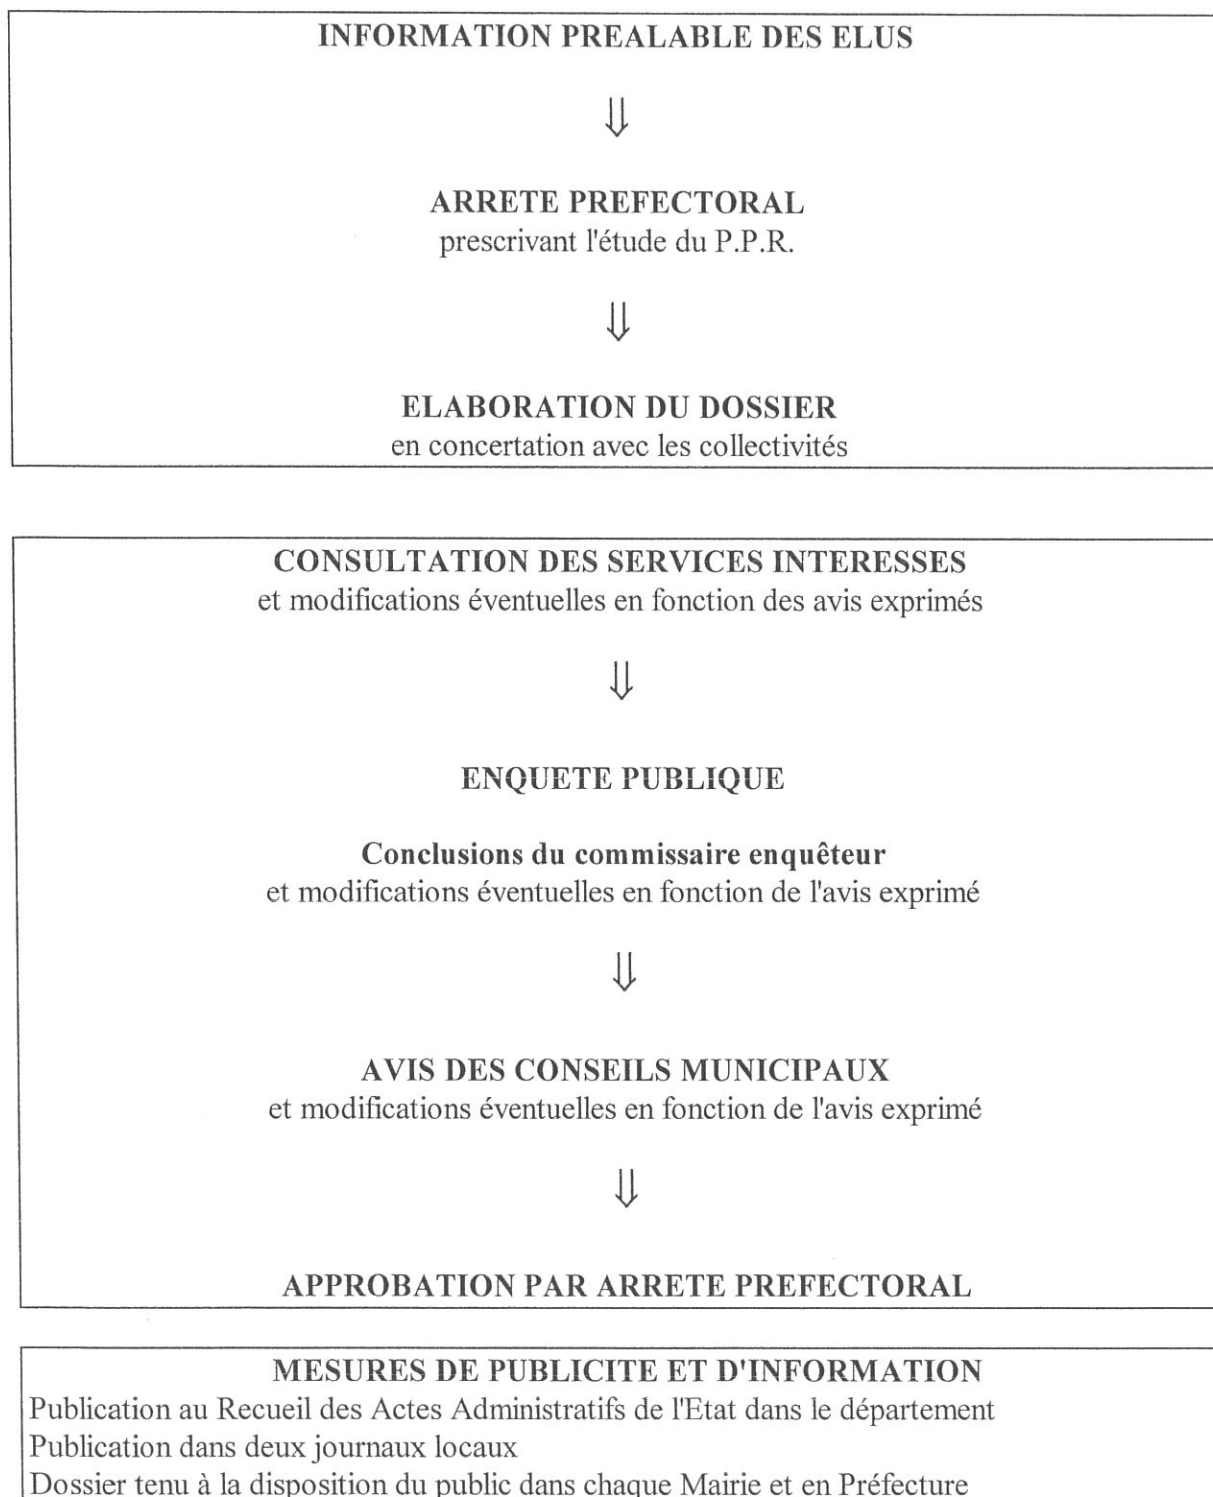 INFORMATION PREALABLE DES ELUS
⇓
ARRETE PREFECTORAL
prescrivant l'étude du P.P.R.
⇓
ELABORATION DU DOSSIER
en concertation avec les collectivités
CONSULTATION DES SERVICES INTERESSES
et modifications éventuelles en fonction des avis exprimés
⇓
ENQUETE PUBLIQUE
Conclusions du commissaire enquêteur
et modifications éventuelles en fonction de l'avis exprimé
⇓
AVIS DES CONSEILS MUNICIPAUX
et modifications éventuelles en fonction de l'avis exprimé
⇓
APPROBATION PAR ARRETE PREFECTORAL
MESURES DE PUBLICITE ET D'INFORMATION
Publication au Recueil des Actes Administratifs de l'Etat dans le département
Publication dans deux journaux locaux
Dossier tenu à la disposition du public dans chaque Mairie et en Préfecture